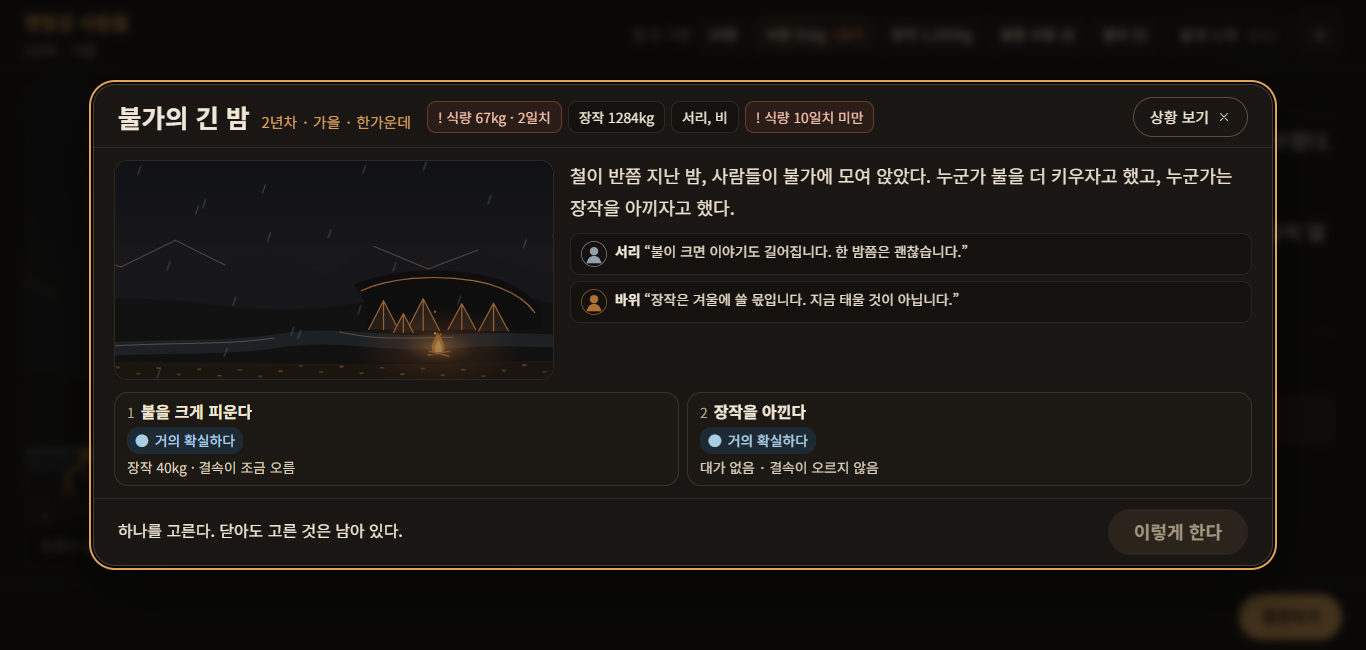 불가의 긴 밤
2년차 · 가을 · 한가운데
! 식량 67kg · 2일치
장작 1284kg
서리, 비
! 식량 10일치 미만
상황 보기 ×
철이 반쯤 지난 밤, 사람들이 불가에 모여 앉았다. 누군가 불을 더 키우자고 했고, 누군가는
장작을 아끼자고 했다.
서리 “불이 크면 이야기도 길어집니다. 한 밤쯤은 괜찮습니다.”
바위 “장작은 겨울에 쓸 몫입니다. 지금 태울 것이 아닙니다.”
1 불을 크게 피운다
거의 확실하다
장작 40kg · 결속이 조금 오름
2 장작을 아낀다
거의 확실하다
대가 없음 · 결속이 오르지 않음
하나를 고른다. 닫아도 고른 것은 남아 있다.
이렇게 한다